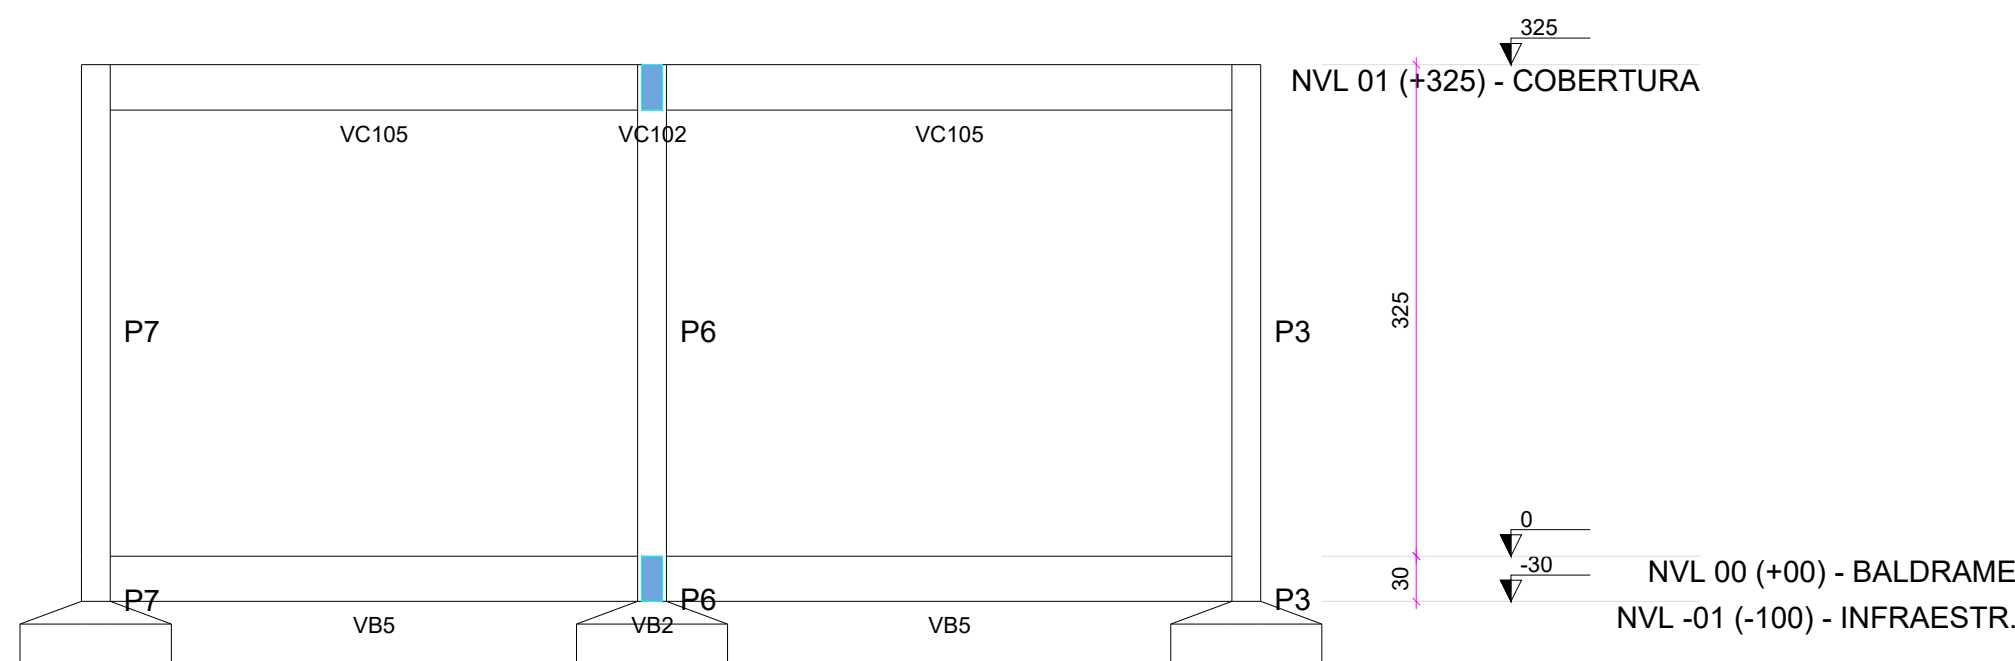 325
NVL 01 (+325) - COBERTURA
VC105 VC102 VC105
325
P7 P6 P3
0
-30
30
NVL 00 (+00) - BALDRAME
P7 P6 P3
NVL -01 (-100) - INFRAESTR.
VB5 VB2 VB5